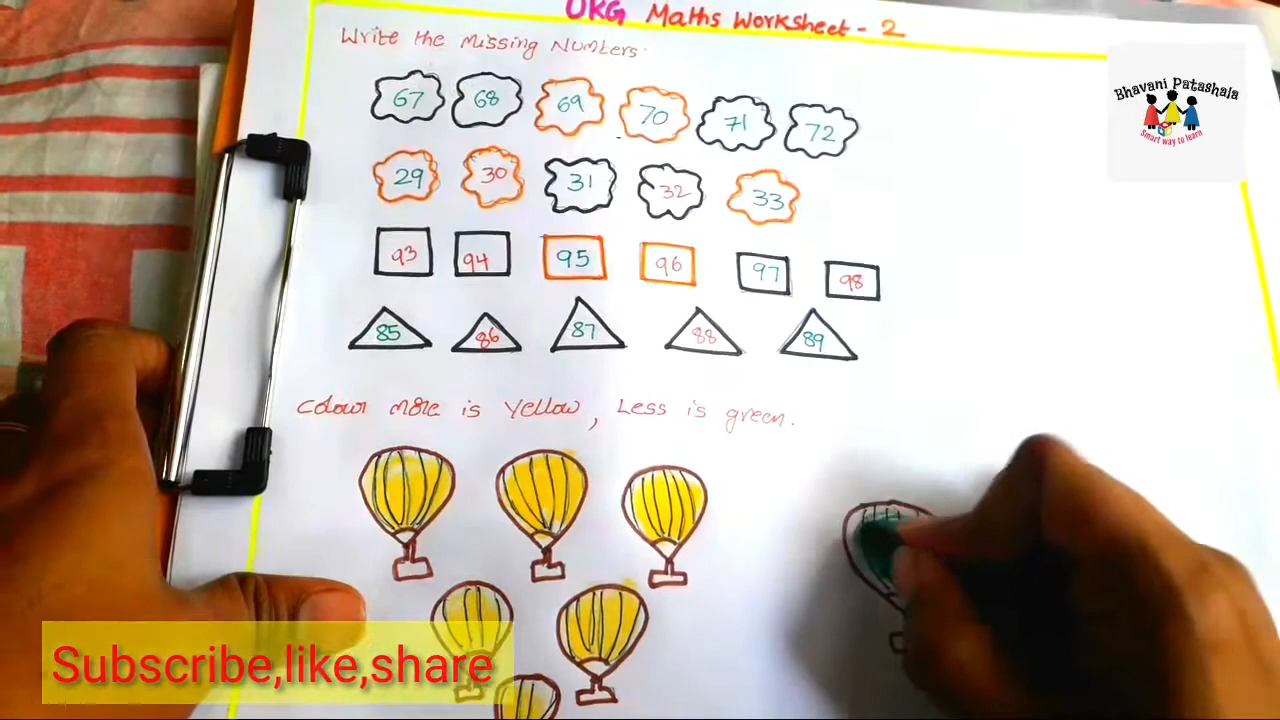 UKG Maths Worksheet - 2
Write the Missing Numbers.
67 68 69 70 71 72
29 30 31 32 33
93 94 95 96 97 98
85 86 87 88 89
Colour more is Yellow, Less is green.
Bhavani Patashala
Smart way to learn
Subscribe,like,share